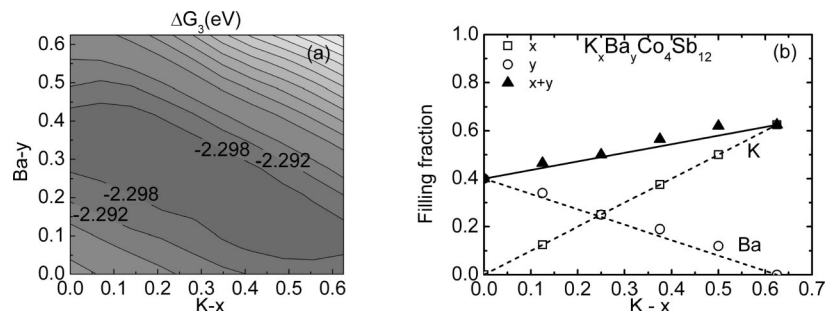 ΔG₃(eV)
(a)
Ba-y
0.6
0.5
0.4
0.3
0.2
0.1
0.0
-2.298
-2.292
-2.298
-2.292
0.0 0.1 0.2 0.3 0.4 0.5 0.6
K-x
KₓBa_yCo₄Sb₁₂
(b)
x
y
x+y
Filling fraction
1.0
0.8
0.6
0.4
0.2
0.0
K
Ba
0.0 0.1 0.2 0.3 0.4 0.5 0.6 0.7
K - x